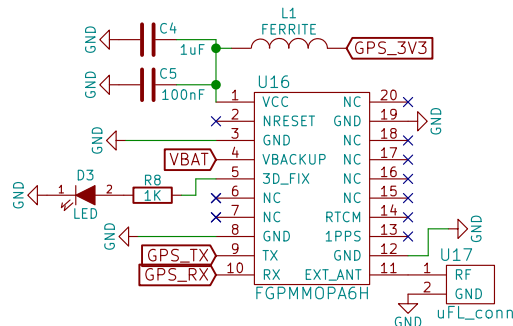 L1
FERRITE
GND
C4
1uF
GPS_3V3
GND
C5
100nF
U16
1 VCC NC 20
2 NRESET GND 19 GND
GND 3 GND NC 18
VBAT 4 VBACKUP NC 17
5 3D_FIX NC 16
GND 1 D3 2 LED
R8
1K
6 NC NC 15
7 NC RTCM 14
GND 8 GND 1PPS 13
GPS_TX 9 TX GND 12 GND
GPS_RX 10 RX EXT_ANT 11
FGPMMOPA6H
U17
1 RF
2 GND
GND
uFL_conn